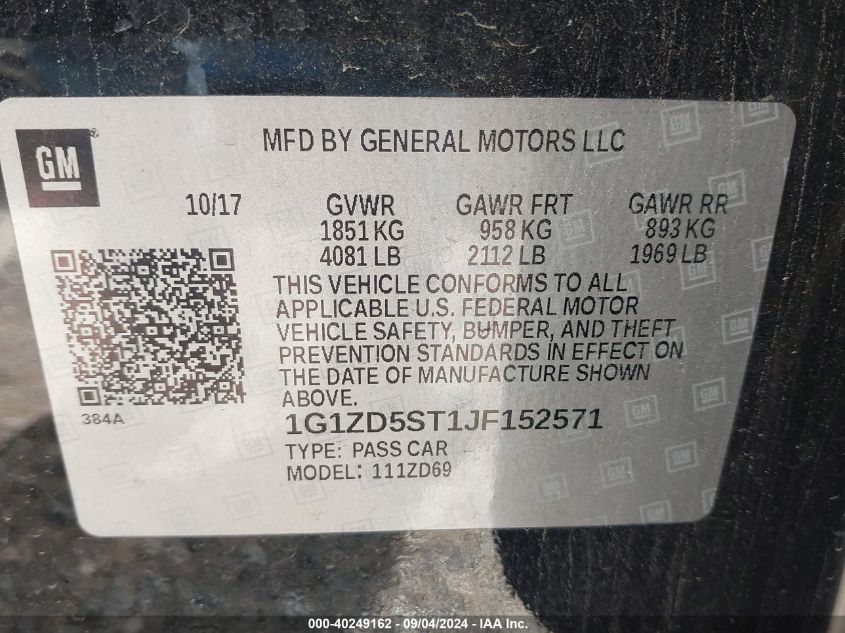 GM
MFD BY GENERAL MOTORS LLC
10/17 GVWR GAWR FRT GAWR RR
1851 KG 958 KG 893 KG
4081 LB 2112 LB 1969 LB
THIS VEHICLE CONFORMS TO ALL
APPLICABLE U.S. FEDERAL MOTOR
VEHICLE SAFETY, BUMPER, AND THEFT
PREVENTION STANDARDS IN EFFECT ON
THE DATE OF MANUFACTURE SHOWN
ABOVE.
384A
1G1ZD5ST1JF152571
TYPE: PASS CAR
MODEL: 111ZD69
000-40249162 - 09/04/2024 - IAA, Inc.